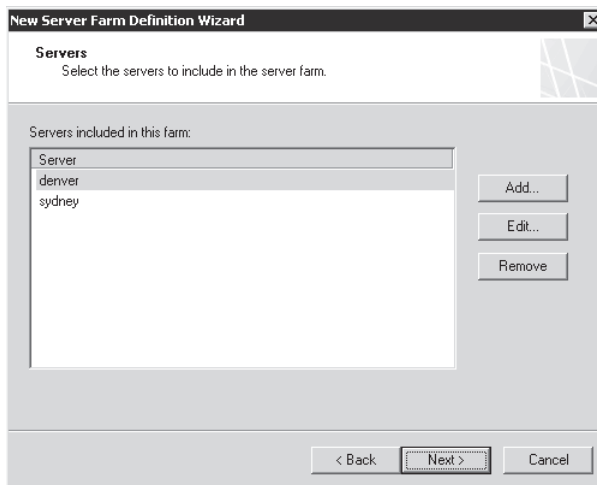 New Server Farm Definition Wizard
Servers
Select the servers to include in the server farm.
Servers included in this farm:
Server
denver
sydney
Add...
Edit...
Remove
< Back
Next >
Cancel